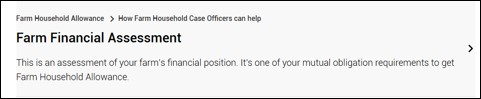 Farm Household Allowance > How Farm Household Case Officers can help
Farm Financial Assessment
This is an assessment of your farm's financial position. It's one of your mutual obligation requirements to get
Farm Household Allowance.